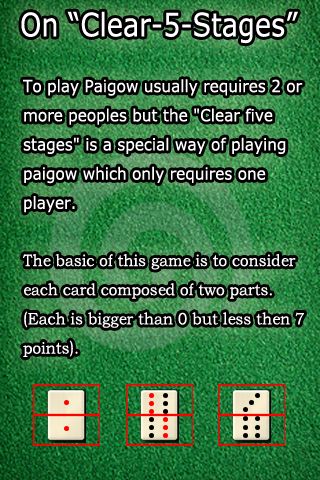 On “Clear-5-Stages”
To play Paigow usually requires 2 or
more peoples but the "Clear five
stages" is a special way of playing
paigow which only requires one
player.
The basic of this game is to consider
each card composed of two parts.
(Each is bigger than 0 but less then 7
points).